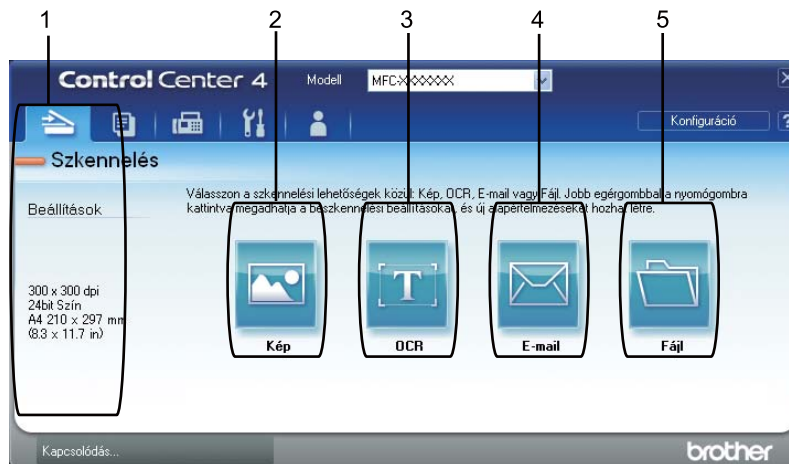 1 2 3 4 5
Control Center 4 Modell MFC-XXXXXX
Konfiguráció ?
Szkennelés
Válasszon a szkennelési lehetőségek közül: Kép, OCR, E-mail vagy Fájl. Jobb egérgombbal a nyomógombra
kattintva megadhatja a beszkennelési beállításokat, és új alapértelmezéseket hozhat létre.
Beállítások
300 x 300 dpi
24bit Szín
A4 210 x 297 mm
(8.3 x 11.7 in)
T
Kép OCR E-mail Fájl
Kapcsolódás...
brother